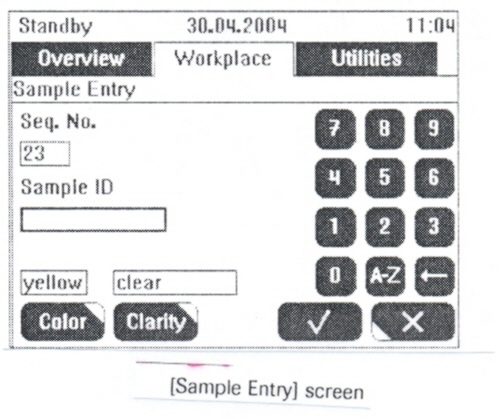 Standby 30.04.2004 11:04
Overview Workplace Utilities
Sample Entry
Seq. No.
23
Sample ID
7 8 9
4 5 6
1 2 3
0 A-Z ←
yellow clear
Color Clarity ✓ X
[Sample Entry] screen